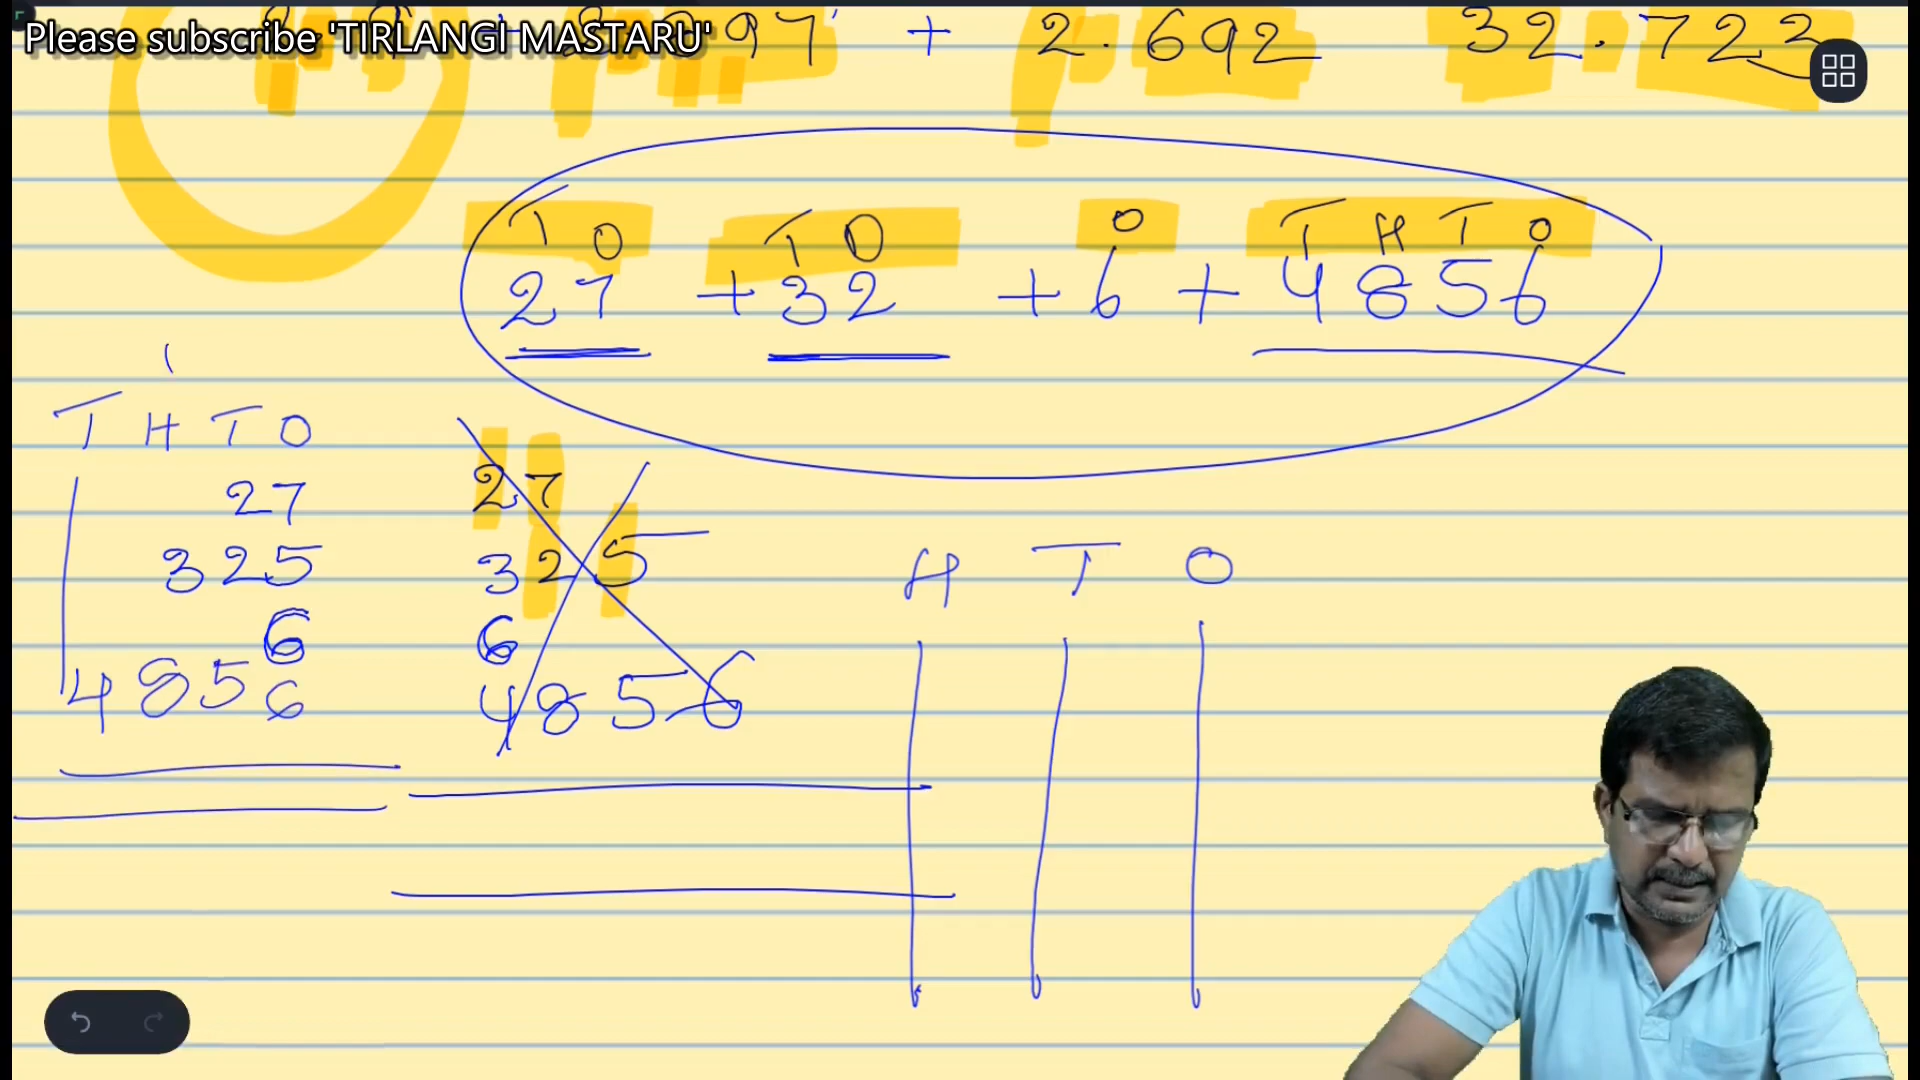 Please subscribe 'TIRLANGI MASTARU'
97 + 2.692 32.722
T O T O O T H T O
27 + 32 + 6 + 4856
T H T O
27
325
6
4856
27
325
6
4856
H T O